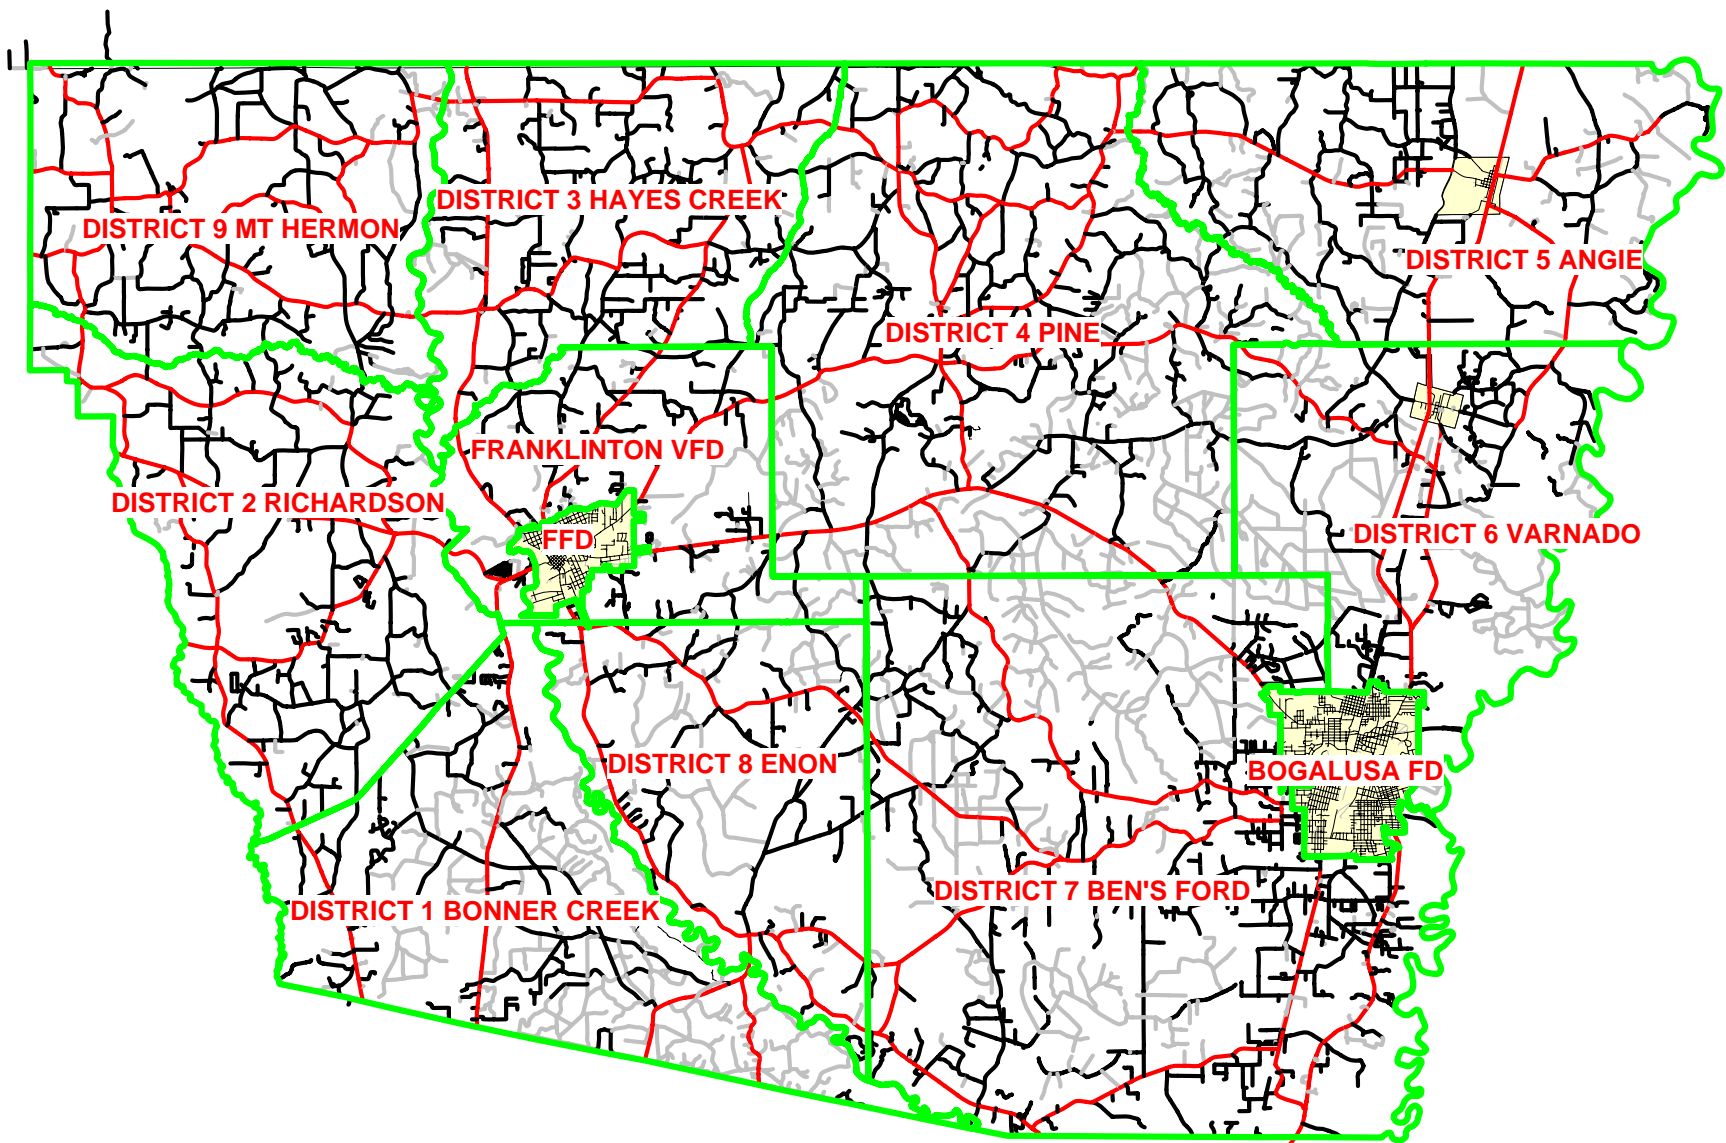 DISTRICT 3 HAYES CREEK
DISTRICT 9 MT HERMON
DISTRICT 5 ANGIE
DISTRICT 4 PINE
FRANKLINTON VFD
DISTRICT 2 RICHARDSON
DISTRICT 6 VARNADO
FFD
DISTRICT 8 ENON
BOGALUSA FD
DISTRICT 7 BEN'S FORD
DISTRICT 1 BONNER CREEK